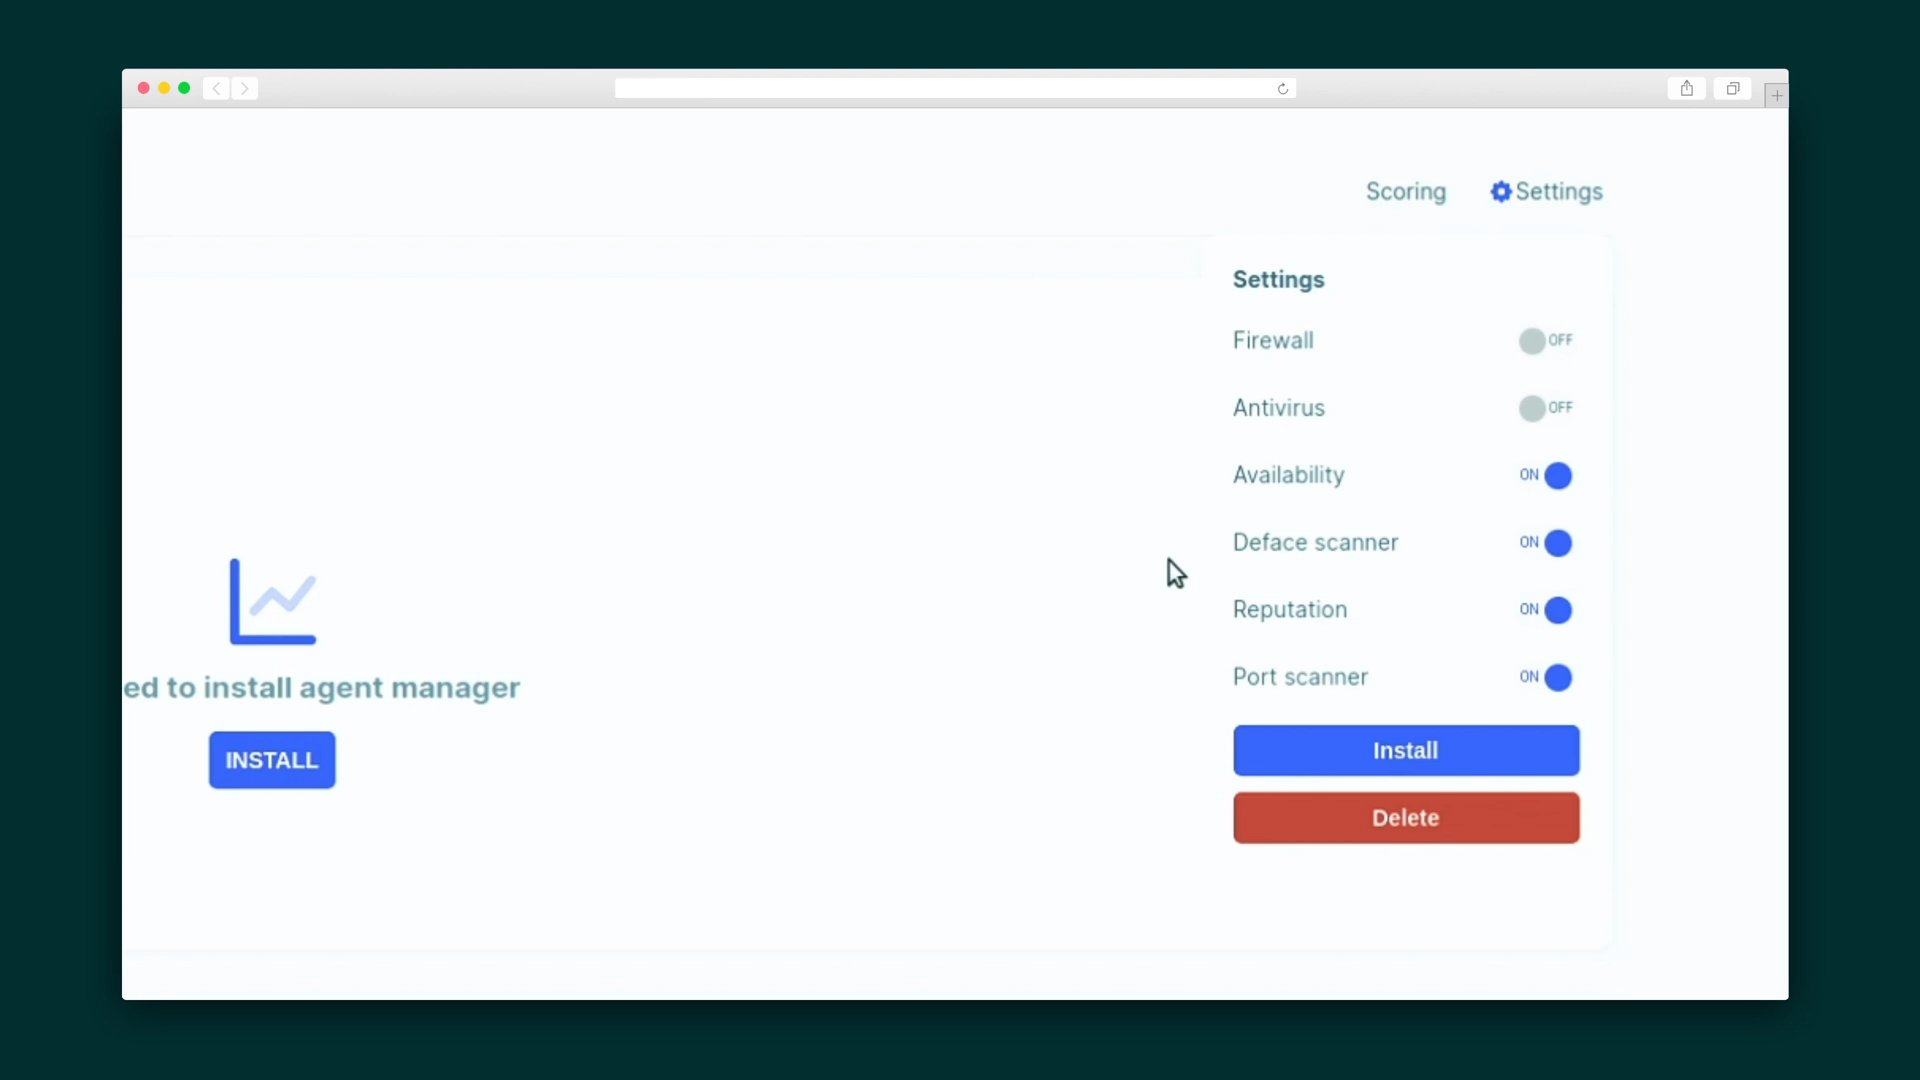 Scoring Settings
Settings
Firewall OFF
Antivirus OFF
Availability ON
Deface scanner ON
Reputation ON
Port scanner ON
Install
Delete
ed to install agent manager
INSTALL